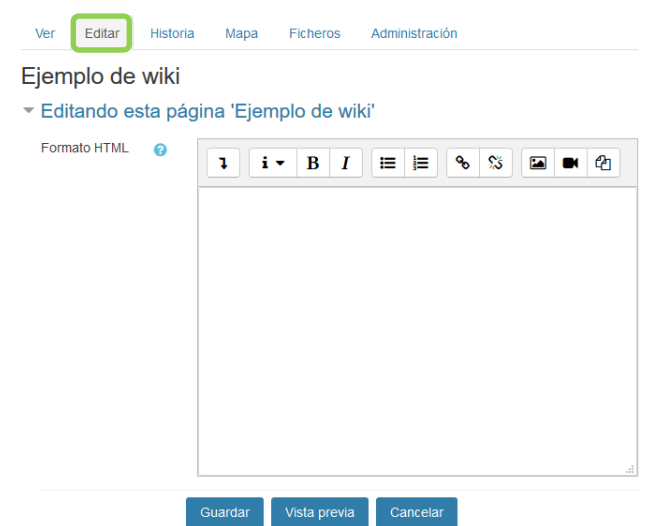 Ver Editar Historia Mapa Ficheros Administración
Ejemplo de wiki
Editando esta página 'Ejemplo de wiki'
Formato HTML ?
i B I
Guardar Vista previa Cancelar